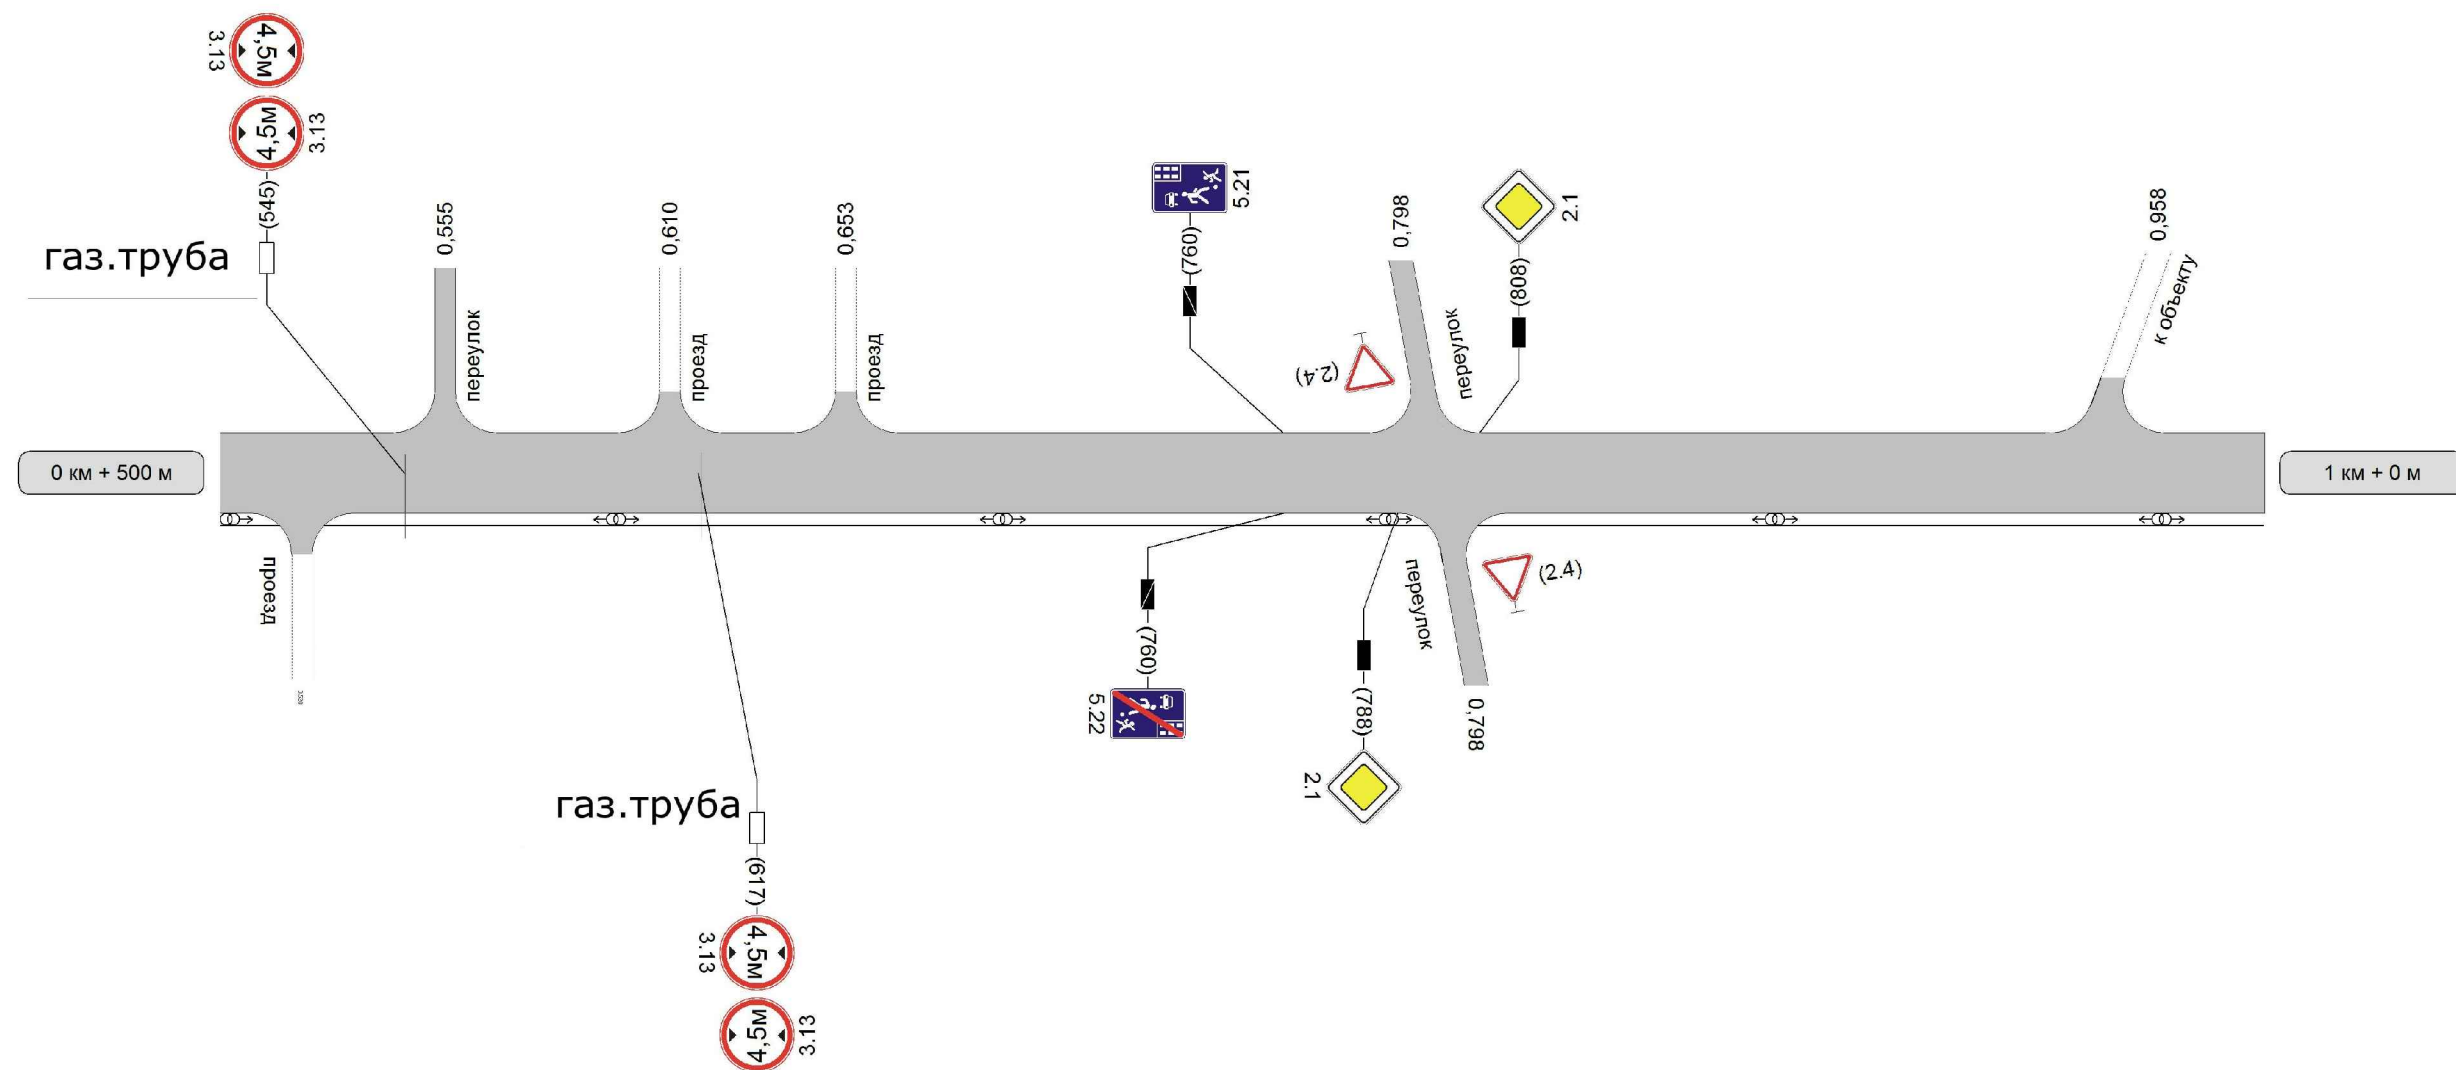 4,5м
3.13
4,5м
3.13
(545)
газ.труба
0,555
переулок
0,610
проезд
0,653
проезд
5.21
(760)
0,798
переулок
(2.4)
2.1
(808)
0,958
к объекту
0 км + 500 м
1 км + 0 м
проезд
газ.труба
(617)
4,5м
3.13
4,5м
3.13
(760)
5.22
переулок
(788)
2.1
(2.4)
0,798